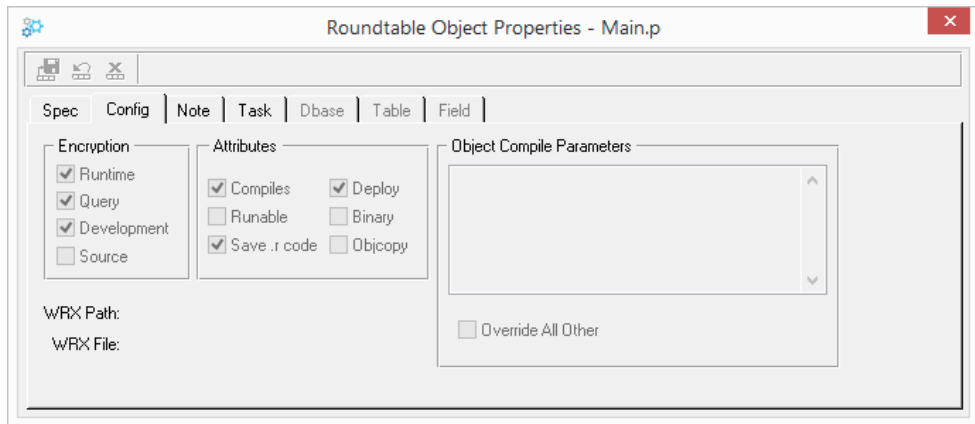 Roundtable Object Properties - Main.p
Spec Config Note Task Dbase Table Field
Encryption Attributes Object Compile Parameters
Runtime
Query
Development
Source
Compiles Deploy
Runable Binary
Save .r code Objcopy
Override All Other
WRX Path:
WRX File: